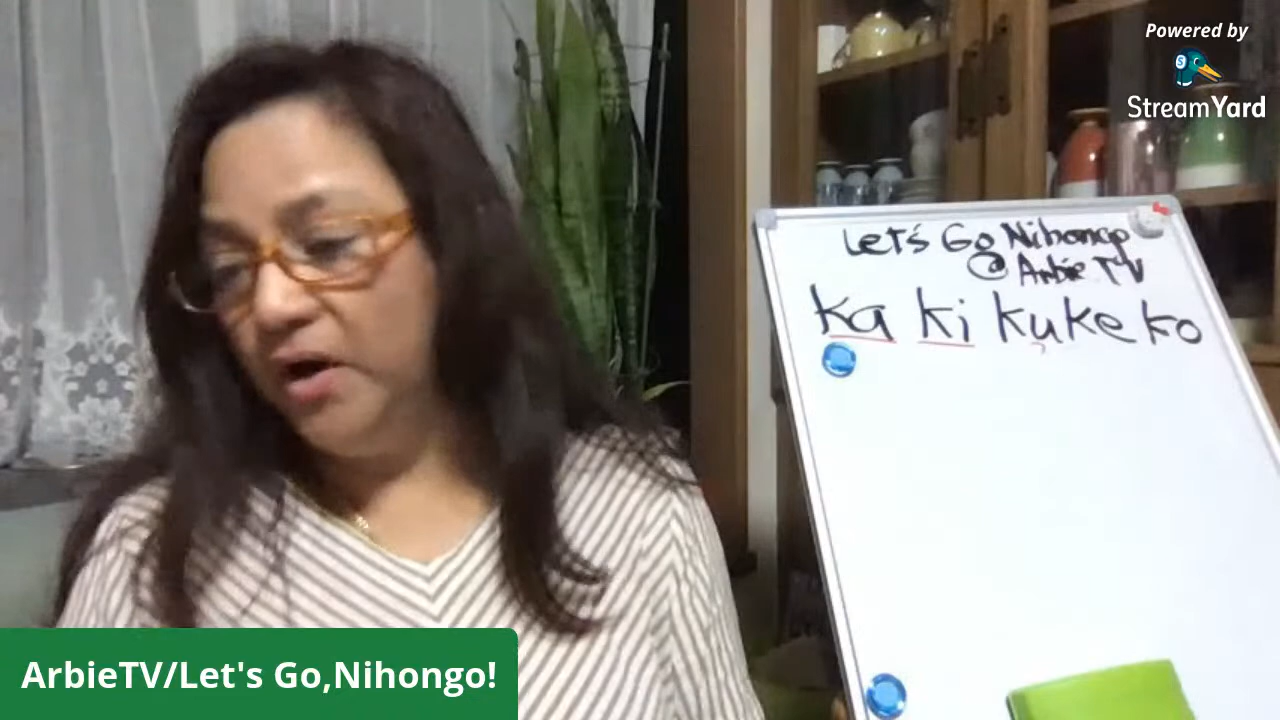 Powered by
StreamYard
Let's Go Nihongo
@ Arbie TV
Ka Ki Ku Ke Ko
ArbieTV/Let's Go,Nihongo!